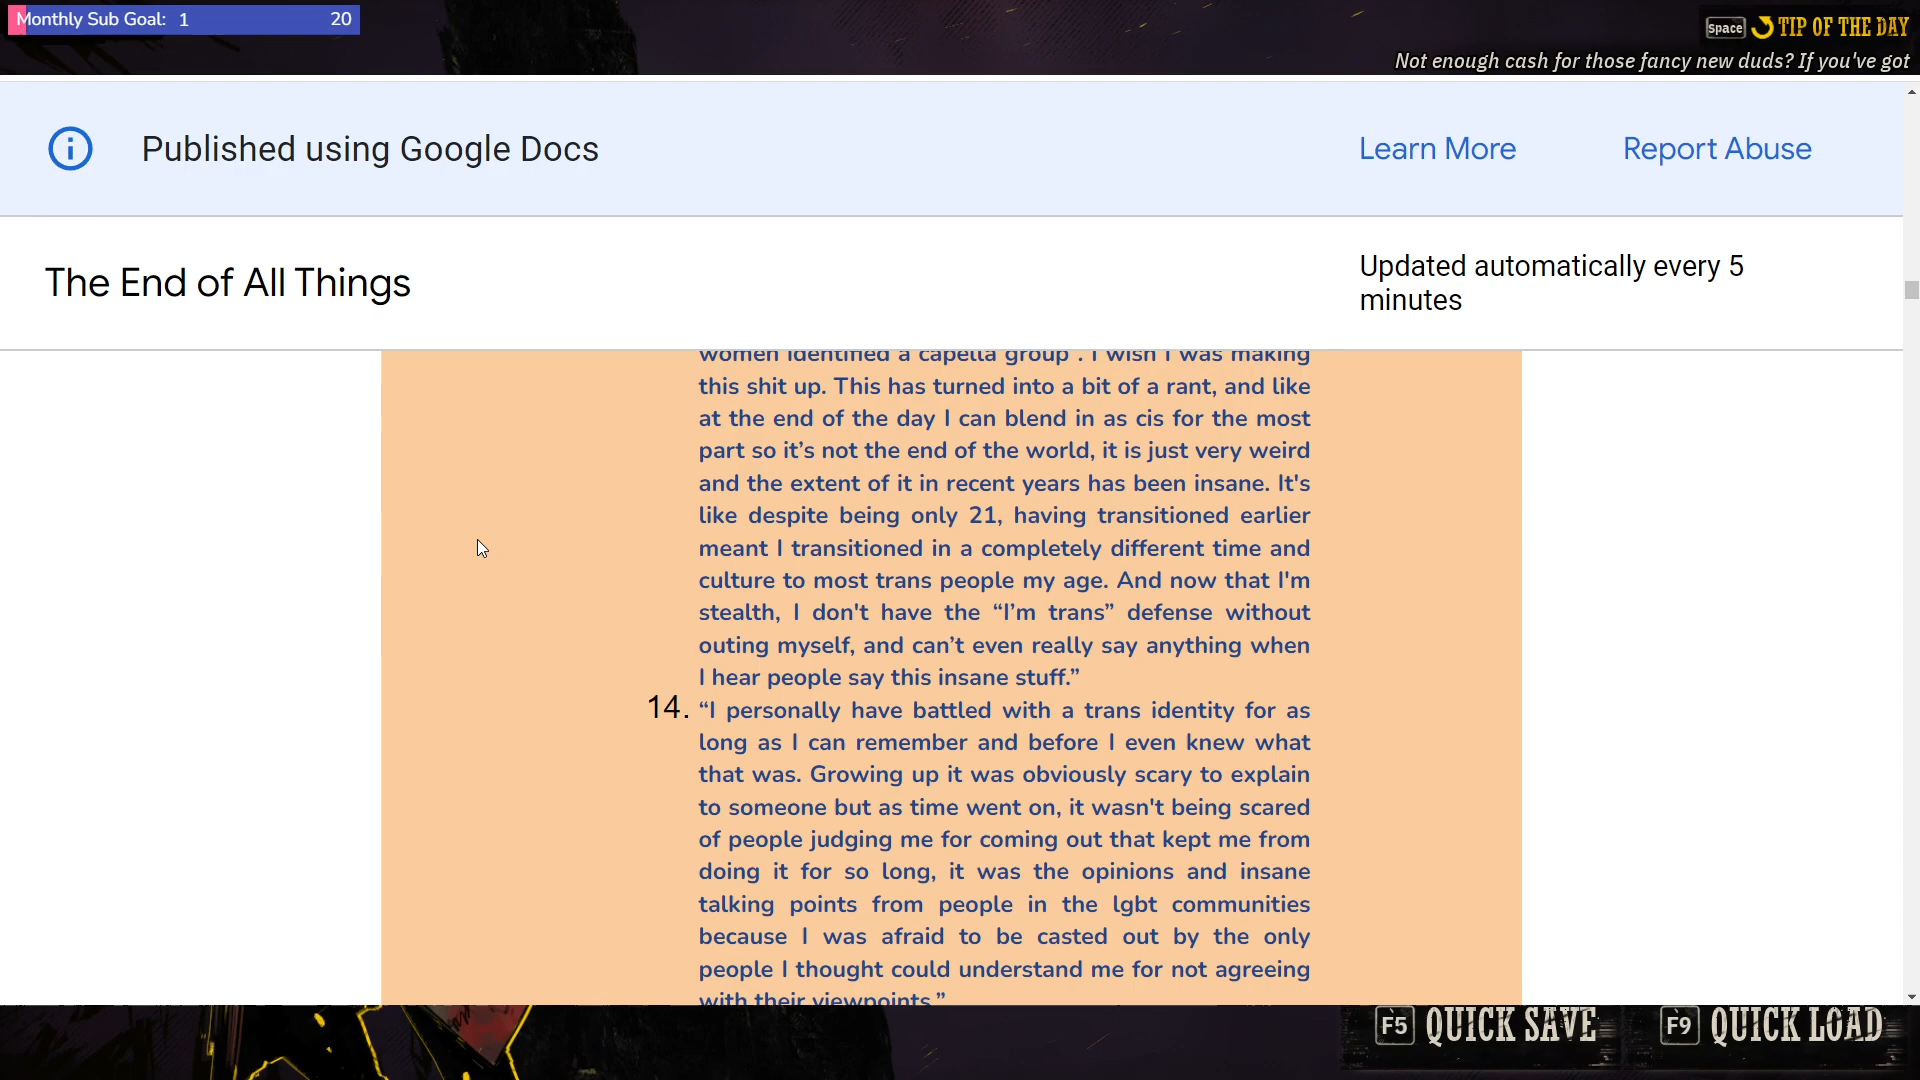 Monthly Sub Goal: 1 20
Space TIP OF THE DAY
Not enough cash for those fancy new duds? If you've got
Published using Google Docs
Learn More
Report Abuse
The End of All Things
Updated automatically every 5
minutes
women identified a capella group . I wish I was making
this shit up. This has turned into a bit of a rant, and like
at the end of the day I can blend in as cis for the most
part so it’s not the end of the world, it is just very weird
and the extent of it in recent years has been insane. It's
like despite being only 21, having transitioned earlier
meant I transitioned in a completely different time and
culture to most trans people my age. And now that I'm
stealth, I don't have the “I’m trans” defense without
outing myself, and can’t even really say anything when
I hear people say this insane stuff.”
14. “I personally have battled with a trans identity for as
long as I can remember and before I even knew what
that was. Growing up it was obviously scary to explain
to someone but as time went on, it wasn't being scared
of people judging me for coming out that kept me from
doing it for so long, it was the opinions and insane
talking points from people in the lgbt communities
because I was afraid to be casted out by the only
people I thought could understand me for not agreeing
with their viewpoints.”
F5 QUICK SAVE
F9 QUICK LOAD